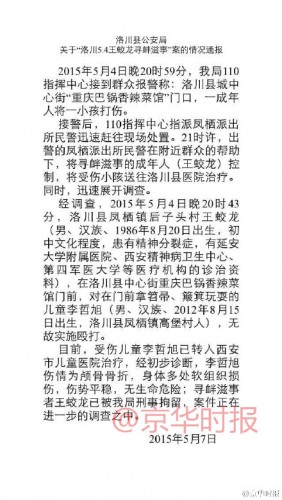 洛川县公安局
关于“洛川5.4王蛟龙寻衅滋事”案的情况通报
2015年5月4日晚20时59分，我局110
指挥中心接到群众报警称：洛川县城中
心街“重庆巴锅香辣菜馆”门口，一成年
人将一小孩打伤。
接警后，110指挥中心指派凤栖派出
所民警迅速赶往现场处置。21时许，出
警的凤栖派出所民警在附近群众的帮助
下，将寻衅滋事的成年人（王蛟龙）控
制，将受伤小孩送往洛川县医院治疗。
同时，迅速展开调查。
经调查，2015年5月4日晚20时43
分，洛川县凤栖镇后子头村王蛟龙
（男、汉族、1986年8月20日出生，初
中文化程度，患有精神分裂症，有延安
大学附属医院、西安精神病卫生中心、
第四军医大学等医疗机构的诊治资
料），在洛川县中心街重庆巴锅香辣菜
馆门前，对在门前拿笤帚、簸箕玩耍的
儿童李哲旭（男、汉族、2012年8月15
日出生，洛川县凤栖镇高堡村人），无
故实施殴打。
目前，受伤儿童李哲旭已转入西安
市儿童医院治疗，经初步诊断，李哲旭
伤情为颅骨骨折，身体多处软组织损
伤，伤势平稳，无生命危险；寻衅滋事
者王蛟龙已被我局刑事拘留，案件正在
进一步的调查之中。
@京华时报
2015年5月7日
@京华时报